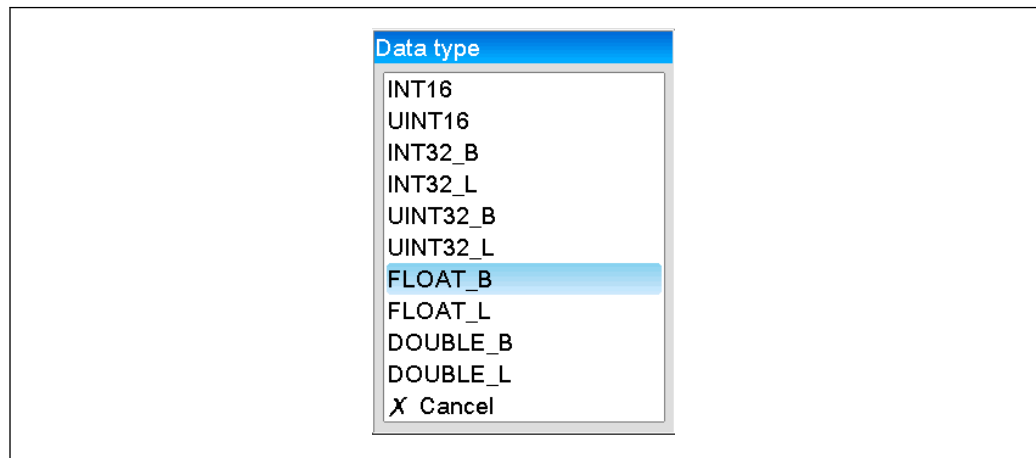 Data type
INT16
UINT16
INT32_B
INT32_L
UINT32_B
UINT32_L
FLOAT_B
FLOAT_L
DOUBLE_B
DOUBLE_L
X Cancel